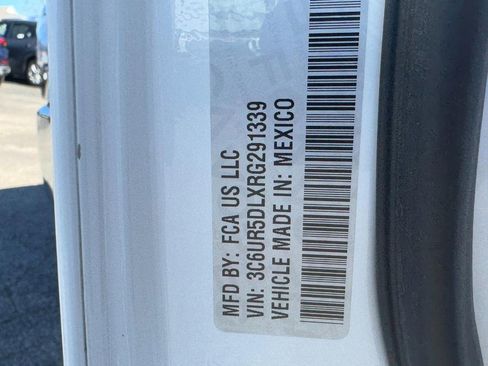 MFD BY: FCA US LLC
VIN: 3C6UR5DLXRG291339
VEHICLE MADE IN: MEXICO